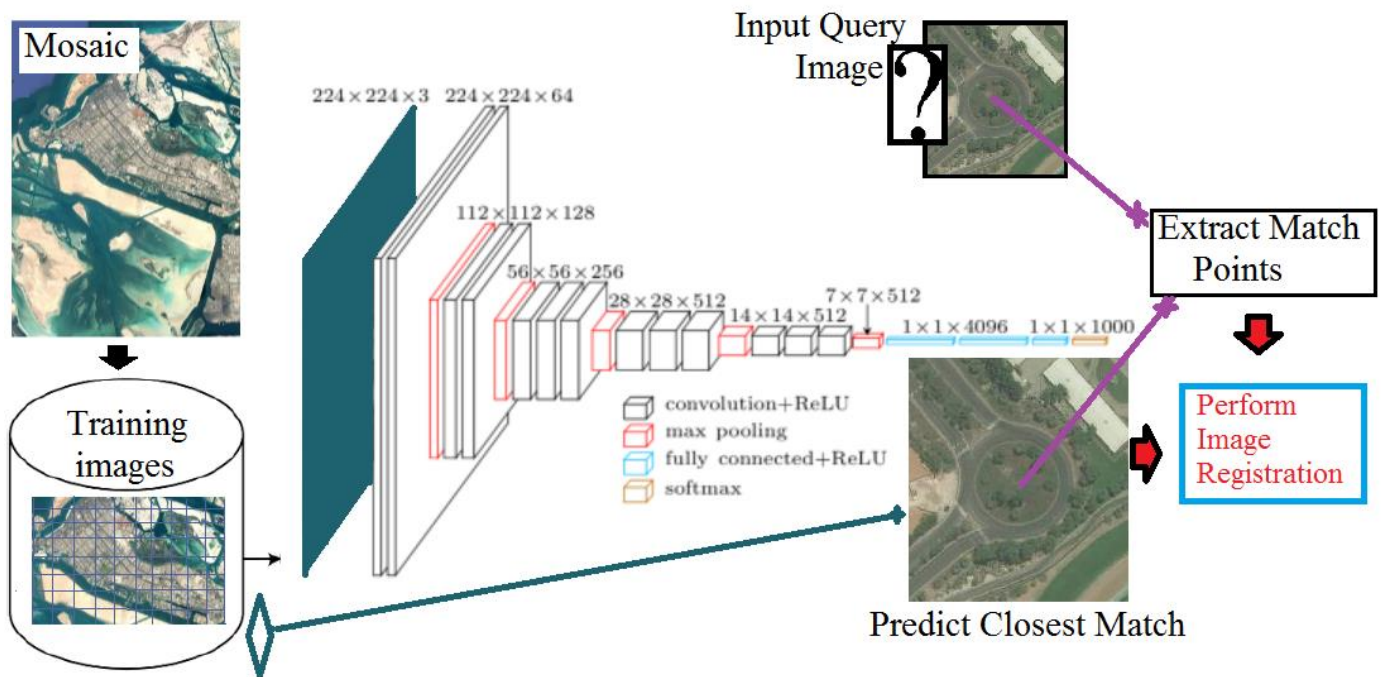 Mosaic
Training
images
224×224×3
224×224×64
112×112×128
56×56×256
28×28×512
14×14×512
7×7×512
1×1×4096
1×1×1000
convolution+ReLU
max pooling
fully connected+ReLU
softmax
Input Query
Image
?
Extract Match
Points
Predict Closest Match
Perform
Image
Registration